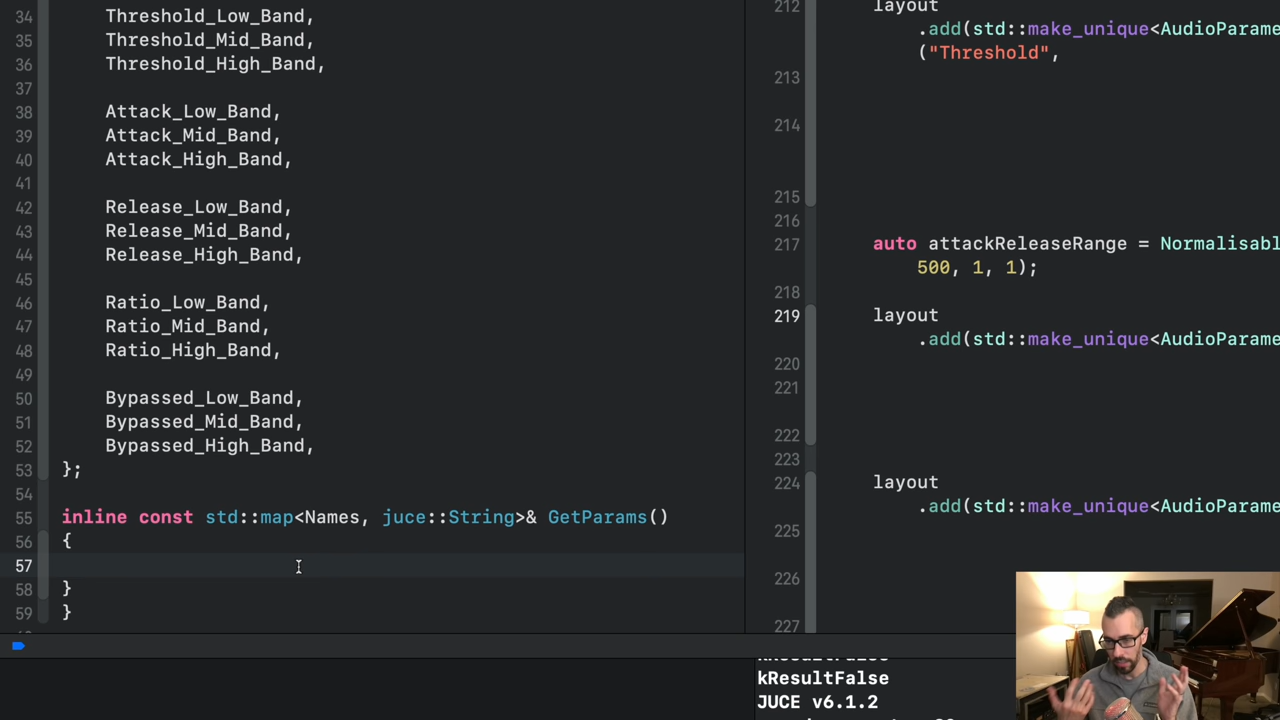 34 Threshold_Low_Band,
35 Threshold_Mid_Band,
36 Threshold_High_Band,
37
38 Attack_Low_Band,
39 Attack_Mid_Band,
40 Attack_High_Band,
41
42 Release_Low_Band,
43 Release_Mid_Band,
44 Release_High_Band,
45
46 Ratio_Low_Band,
47 Ratio_Mid_Band,
48 Ratio_High_Band,
49
50 Bypassed_Low_Band,
51 Bypassed_Mid_Band,
52 Bypassed_High_Band,
53 };
54
55 inline const std::map<Names, juce::String>& GetParams()
56 {
57
58 }
59 }
212 layout
.add(std::make_unique<AudioParame
("Threshold",
213
214
215
216
217 auto attackReleaseRange = Normalisabl
500, 1, 1);
218
219 layout
.add(std::make_unique<AudioParame
220
221
222
223
224 layout
.add(std::make_unique<AudioParame
225
226
227
kResultFalse
kResultFalse
JUCE v6.1.2